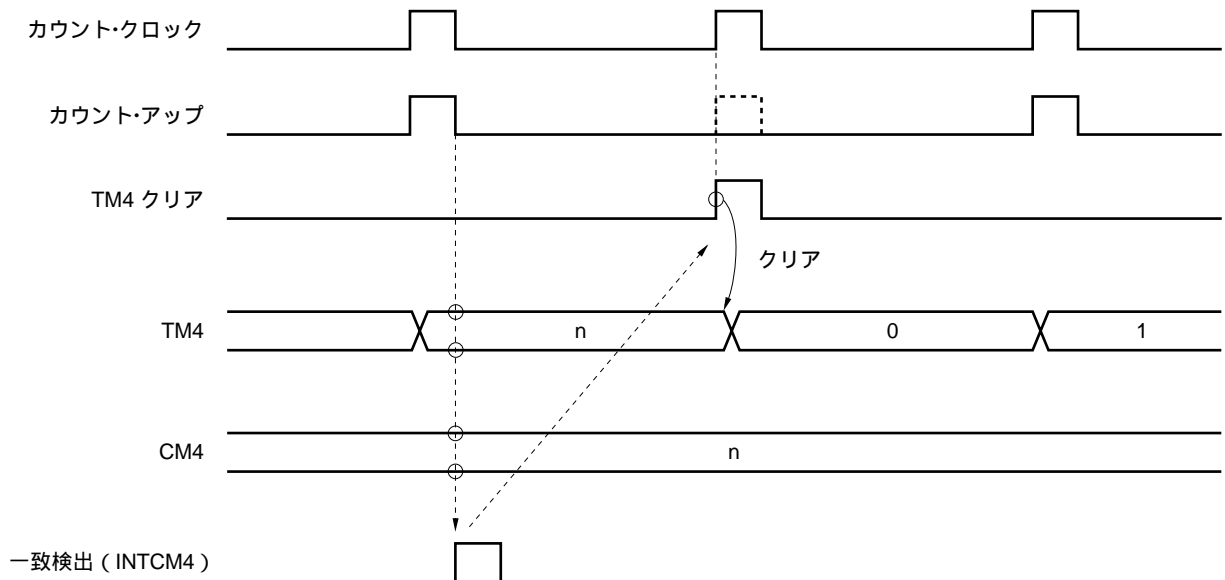 カウント・クロック
カウント・アップ
TM4 クリア
クリア
TM4 n 0 1
CM4 n
一致検出（INTCM4）